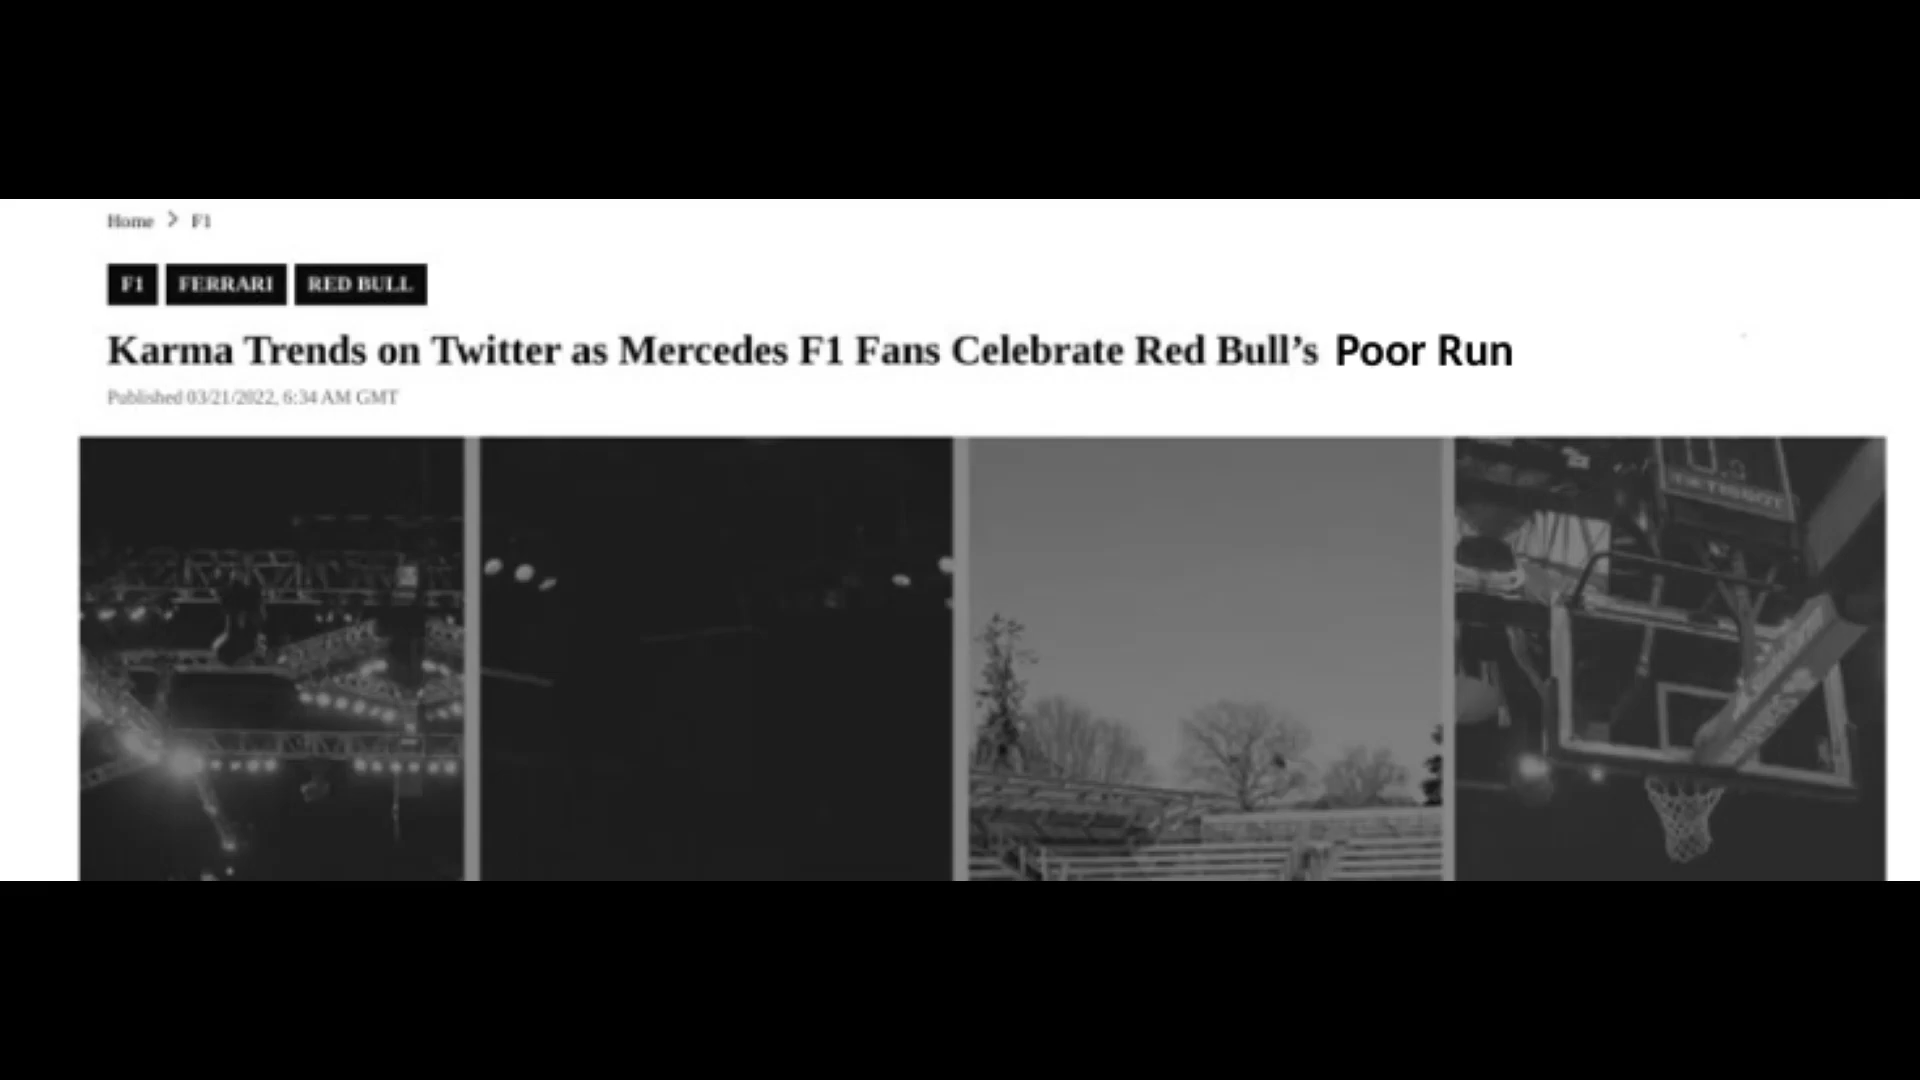 Home > F1
F1 FERRARI RED BULL
Karma Trends on Twitter as Mercedes F1 Fans Celebrate Red Bull’s Poor Run
Published 03/21/2022, 6:34 AM GMT
TISSOT